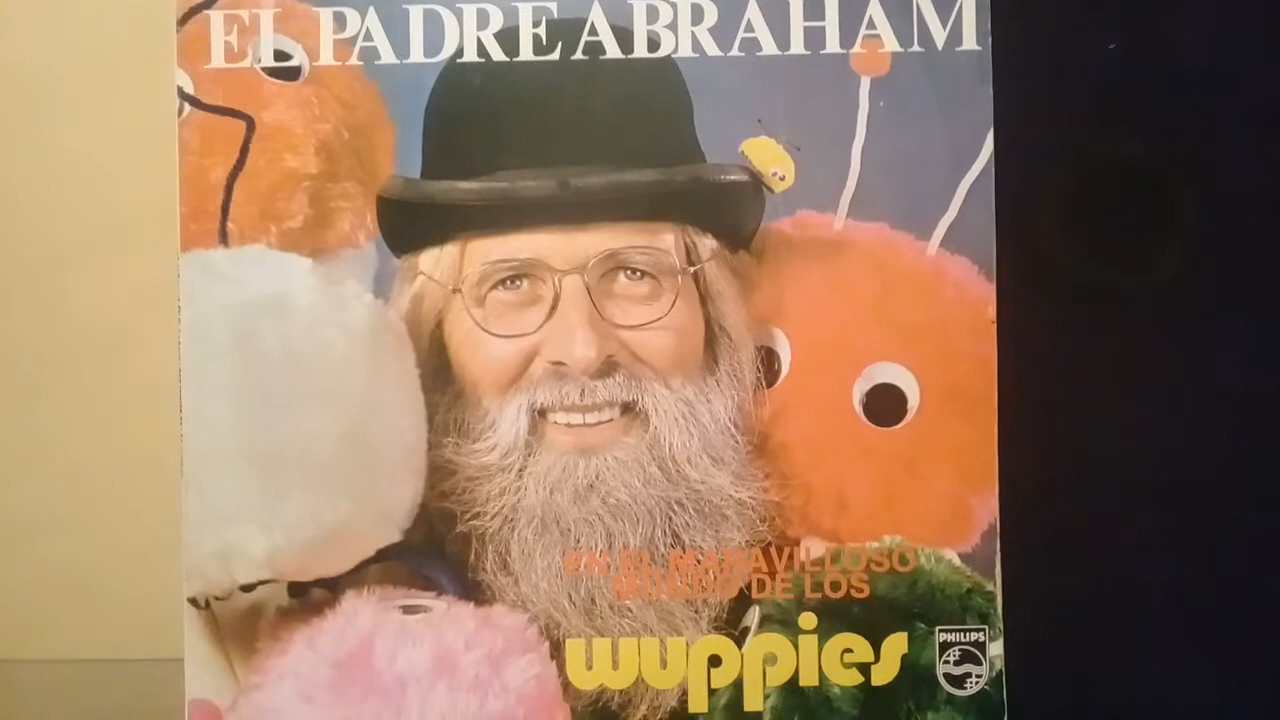 EL PADRE ABRAHAM
EN EL MARAVILLOSO
MUNDO DE LOS
wuppies
PHILIPS